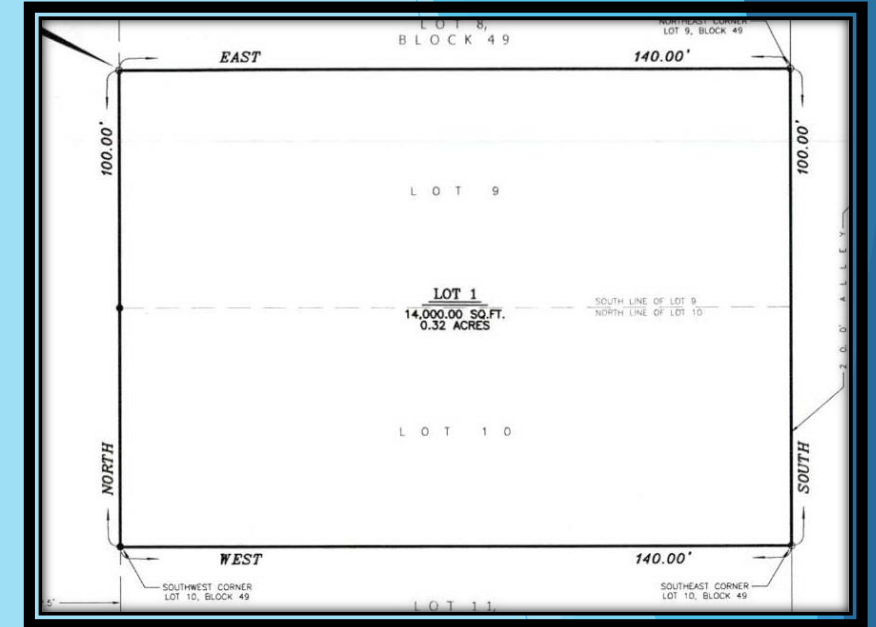 LOT 8,
BLOCK 49
NORTHEAST CORNER
LOT 9, BLOCK 49
EAST
140.00'
100.00'
100.00'
LOT 9
LOT 1
14,000.00 SQ.FT.
0.32 ACRES
SOUTH LINE OF LOT 9
NORTH LINE OF LOT 10
20.0' ALLEY
LOT 10
NORTH
SOUTH
WEST
140.00'
SOUTHWEST CORNER
LOT 10, BLOCK 49
SOUTHEAST CORNER
LOT 10, BLOCK 49
LOT 11,